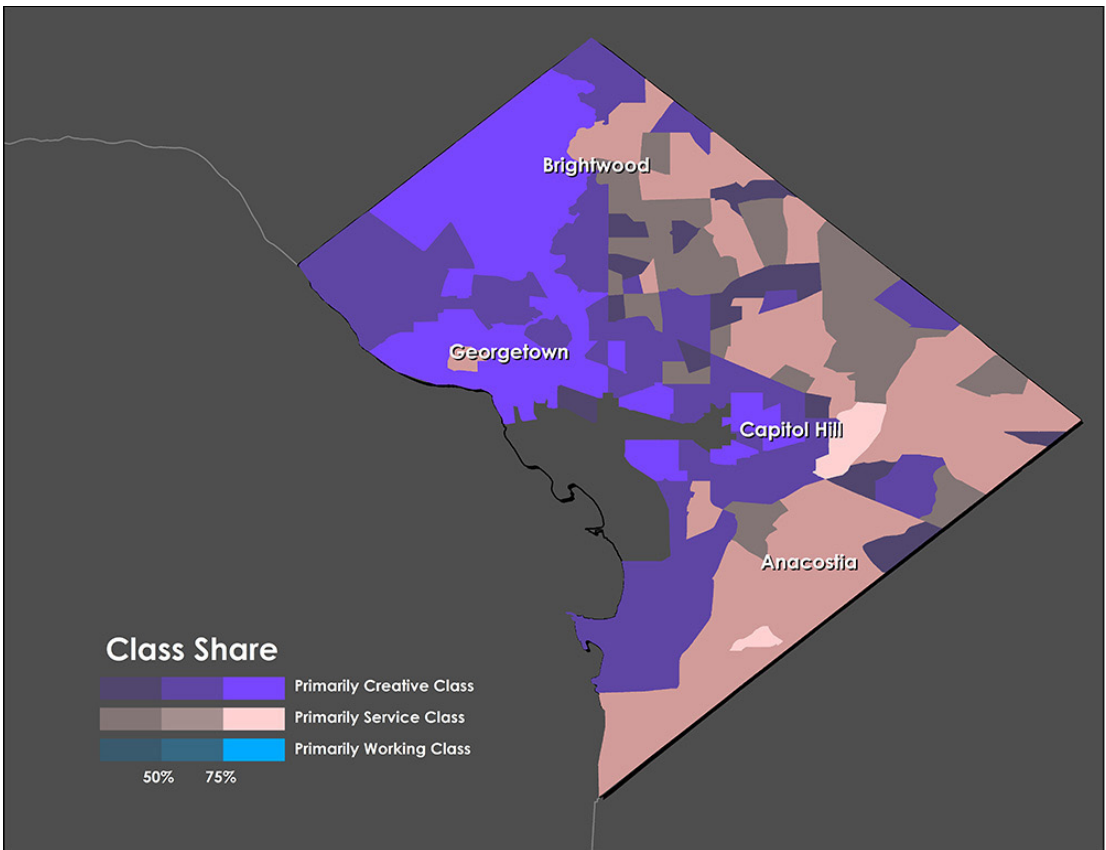 Brightwood
Georgetown
Capitol Hill
Anacostia
Class Share
Primarily Creative Class
Primarily Service Class
Primarily Working Class
50% 75%